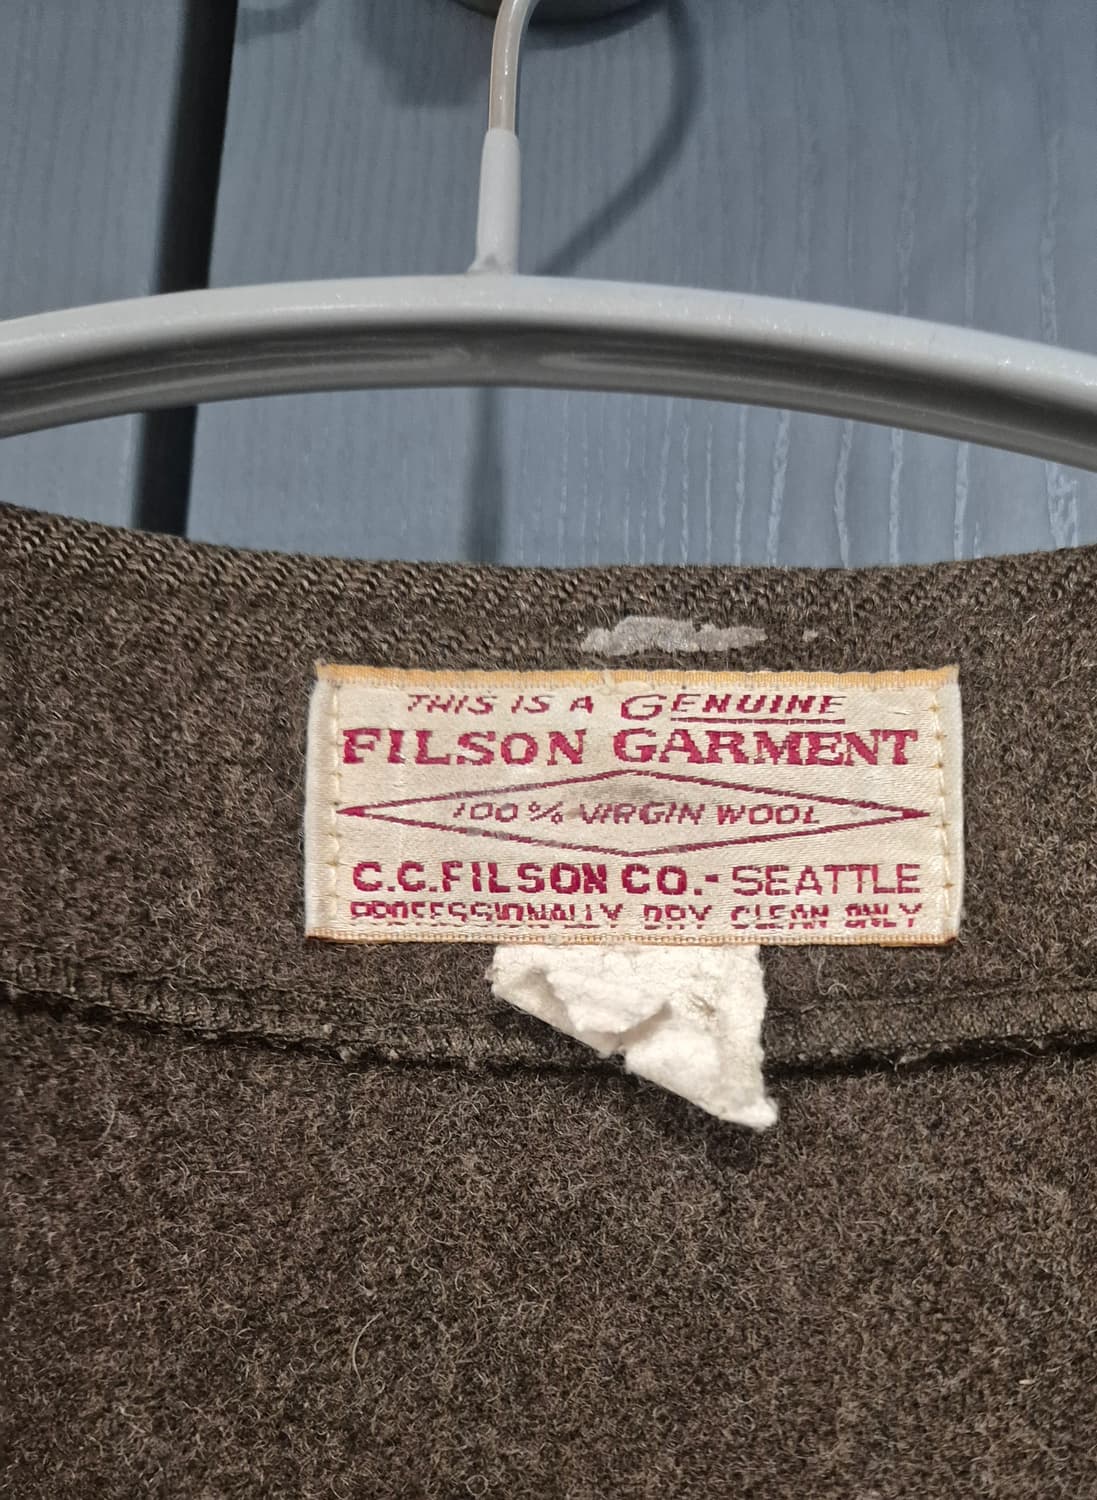 THIS IS A GENUINE
FILSON GARMENT
100% VIRGIN WOOL
C.C.FILSON CO.-SEATTLE
PROFESSIONALLY DRY CLEAN ONLY